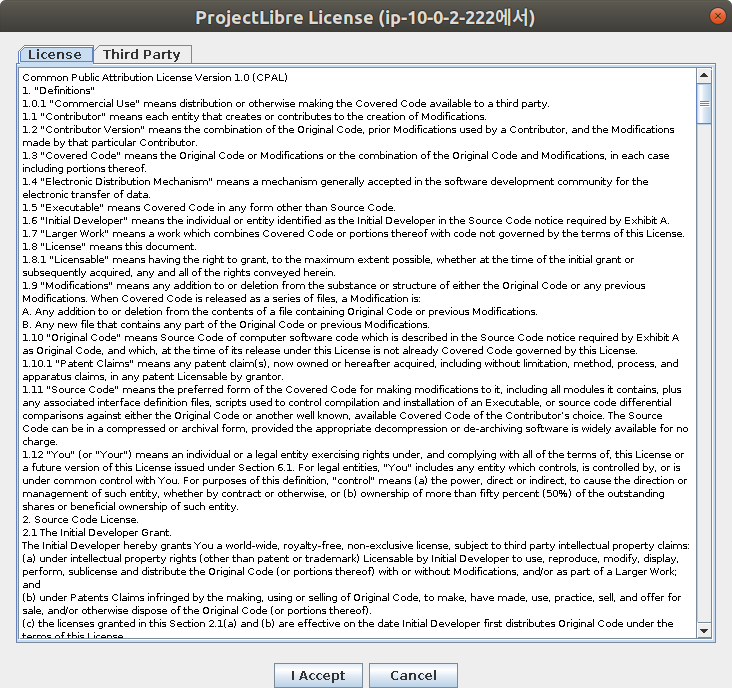 ProjectLibre License (ip-10-0-2-222에서)
License
Third Party
Common Public Attribution License Version 1.0 (CPAL)
1. "Definitions"
1.0.1 "Commercial Use" means distribution or otherwise making the Covered Code available to a third party.
1.1 "Contributor" means each entity that creates or contributes to the creation of Modifications.
1.2 "Contributor Version" means the combination of the Original Code, prior Modifications used by a Contributor, and the Modifications
made by that particular Contributor.
1.3 "Covered Code" means the Original Code or Modifications or the combination of the Original Code and Modifications, in each case
including portions thereof.
1.4 "Electronic Distribution Mechanism" means a mechanism generally accepted in the software development community for the
electronic transfer of data.
1.5 "Executable" means Covered Code in any form other than Source Code.
1.6 "Initial Developer" means the individual or entity identified as the Initial Developer in the Source Code notice required by Exhibit A.
1.7 "Larger Work" means a work which combines Covered Code or portions thereof with code not governed by the terms of this License.
1.8 "License" means this document.
1.8.1 "Licensable" means having the right to grant, to the maximum extent possible, whether at the time of the initial grant or
subsequently acquired, any and all of the rights conveyed herein.
1.9 "Modifications" means any addition to or deletion from the substance or structure of either the Original Code or any previous
Modifications. When Covered Code is released as a series of files, a Modification is:
A. Any addition to or deletion from the contents of a file containing Original Code or previous Modifications.
B. Any new file that contains any part of the Original Code or previous Modifications.
1.10 "Original Code" means Source Code of computer software code which is described in the Source Code notice required by Exhibit A
as Original Code, and which, at the time of its release under this License is not already Covered Code governed by this License.
1.10.1 "Patent Claims" means any patent claim(s), now owned or hereafter acquired, including without limitation, method, process, and
apparatus claims, in any patent Licensable by grantor.
1.11 "Source Code" means the preferred form of the Covered Code for making modifications to it, including all modules it contains, plus
any associated interface definition files, scripts used to control compilation and installation of an Executable, or source code differential
comparisons against either the Original Code or another well known, available Covered Code of the Contributor's choice. The Source
Code can be in a compressed or archival form, provided the appropriate decompression or de-archiving software is widely available for no
charge.
1.12 "You" (or "Your") means an individual or a legal entity exercising rights under, and complying with all of the terms of, this License or
a future version of this License issued under Section 6.1. For legal entities, "You" includes any entity which controls, is controlled by, or is
under common control with You. For purposes of this definition, "control" means (a) the power, direct or indirect, to cause the direction or
management of such entity, whether by contract or otherwise, or (b) ownership of more than fifty percent (50%) of the outstanding
shares or beneficial ownership of such entity.
2. Source Code License.
2.1 The Initial Developer Grant.
The Initial Developer hereby grants You a world-wide, royalty-free, non-exclusive license, subject to third party intellectual property claims:
(a) under intellectual property rights (other than patent or trademark) Licensable by Initial Developer to use, reproduce, modify, display,
perform, sublicense and distribute the Original Code (or portions thereof) with or without Modifications, and/or as part of a Larger Work;
and
(b) under Patents Claims infringed by the making, using or selling of Original Code, to make, have made, use, practice, sell, and offer for
sale, and/or otherwise dispose of the Original Code (or portions thereof).
(c) the licenses granted in this Section 2.1(a) and (b) are effective on the date Initial Developer first distributes Original Code under the
terms of this License.
I Accept
Cancel